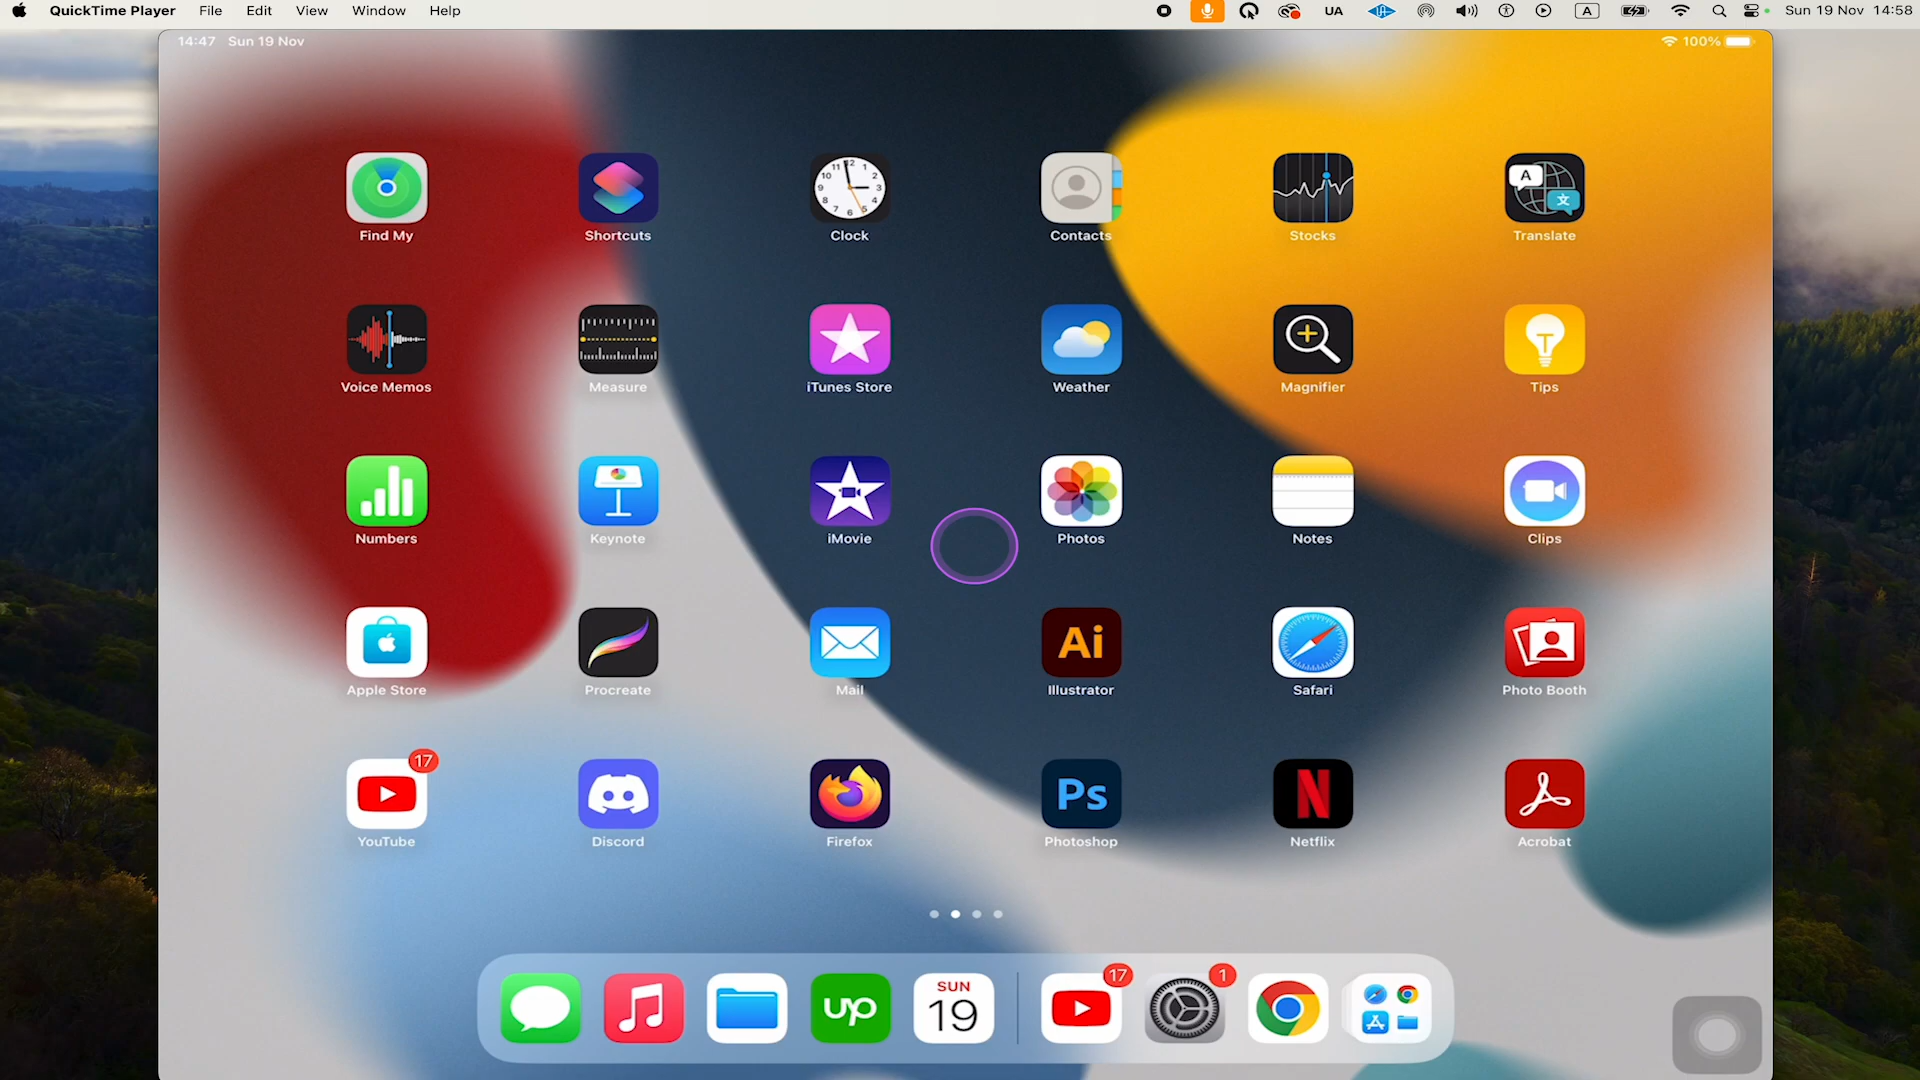 QuickTime Player File Edit View Window Help UA A Sun 19 Nov 14:58
14:47 Sun 19 Nov 100%
Find My Shortcuts Clock Contacts Stocks Translate
Voice Memos Measure iTunes Store Weather Magnifier Tips
Numbers Keynote iMovie Photos Notes Clips
Ai
Apple Store Procreate Mail Illustrator Safari Photo Booth
17
Ps N
YouTube Discord Firefox Photoshop Netflix Acrobat
17 1
up SUN
19